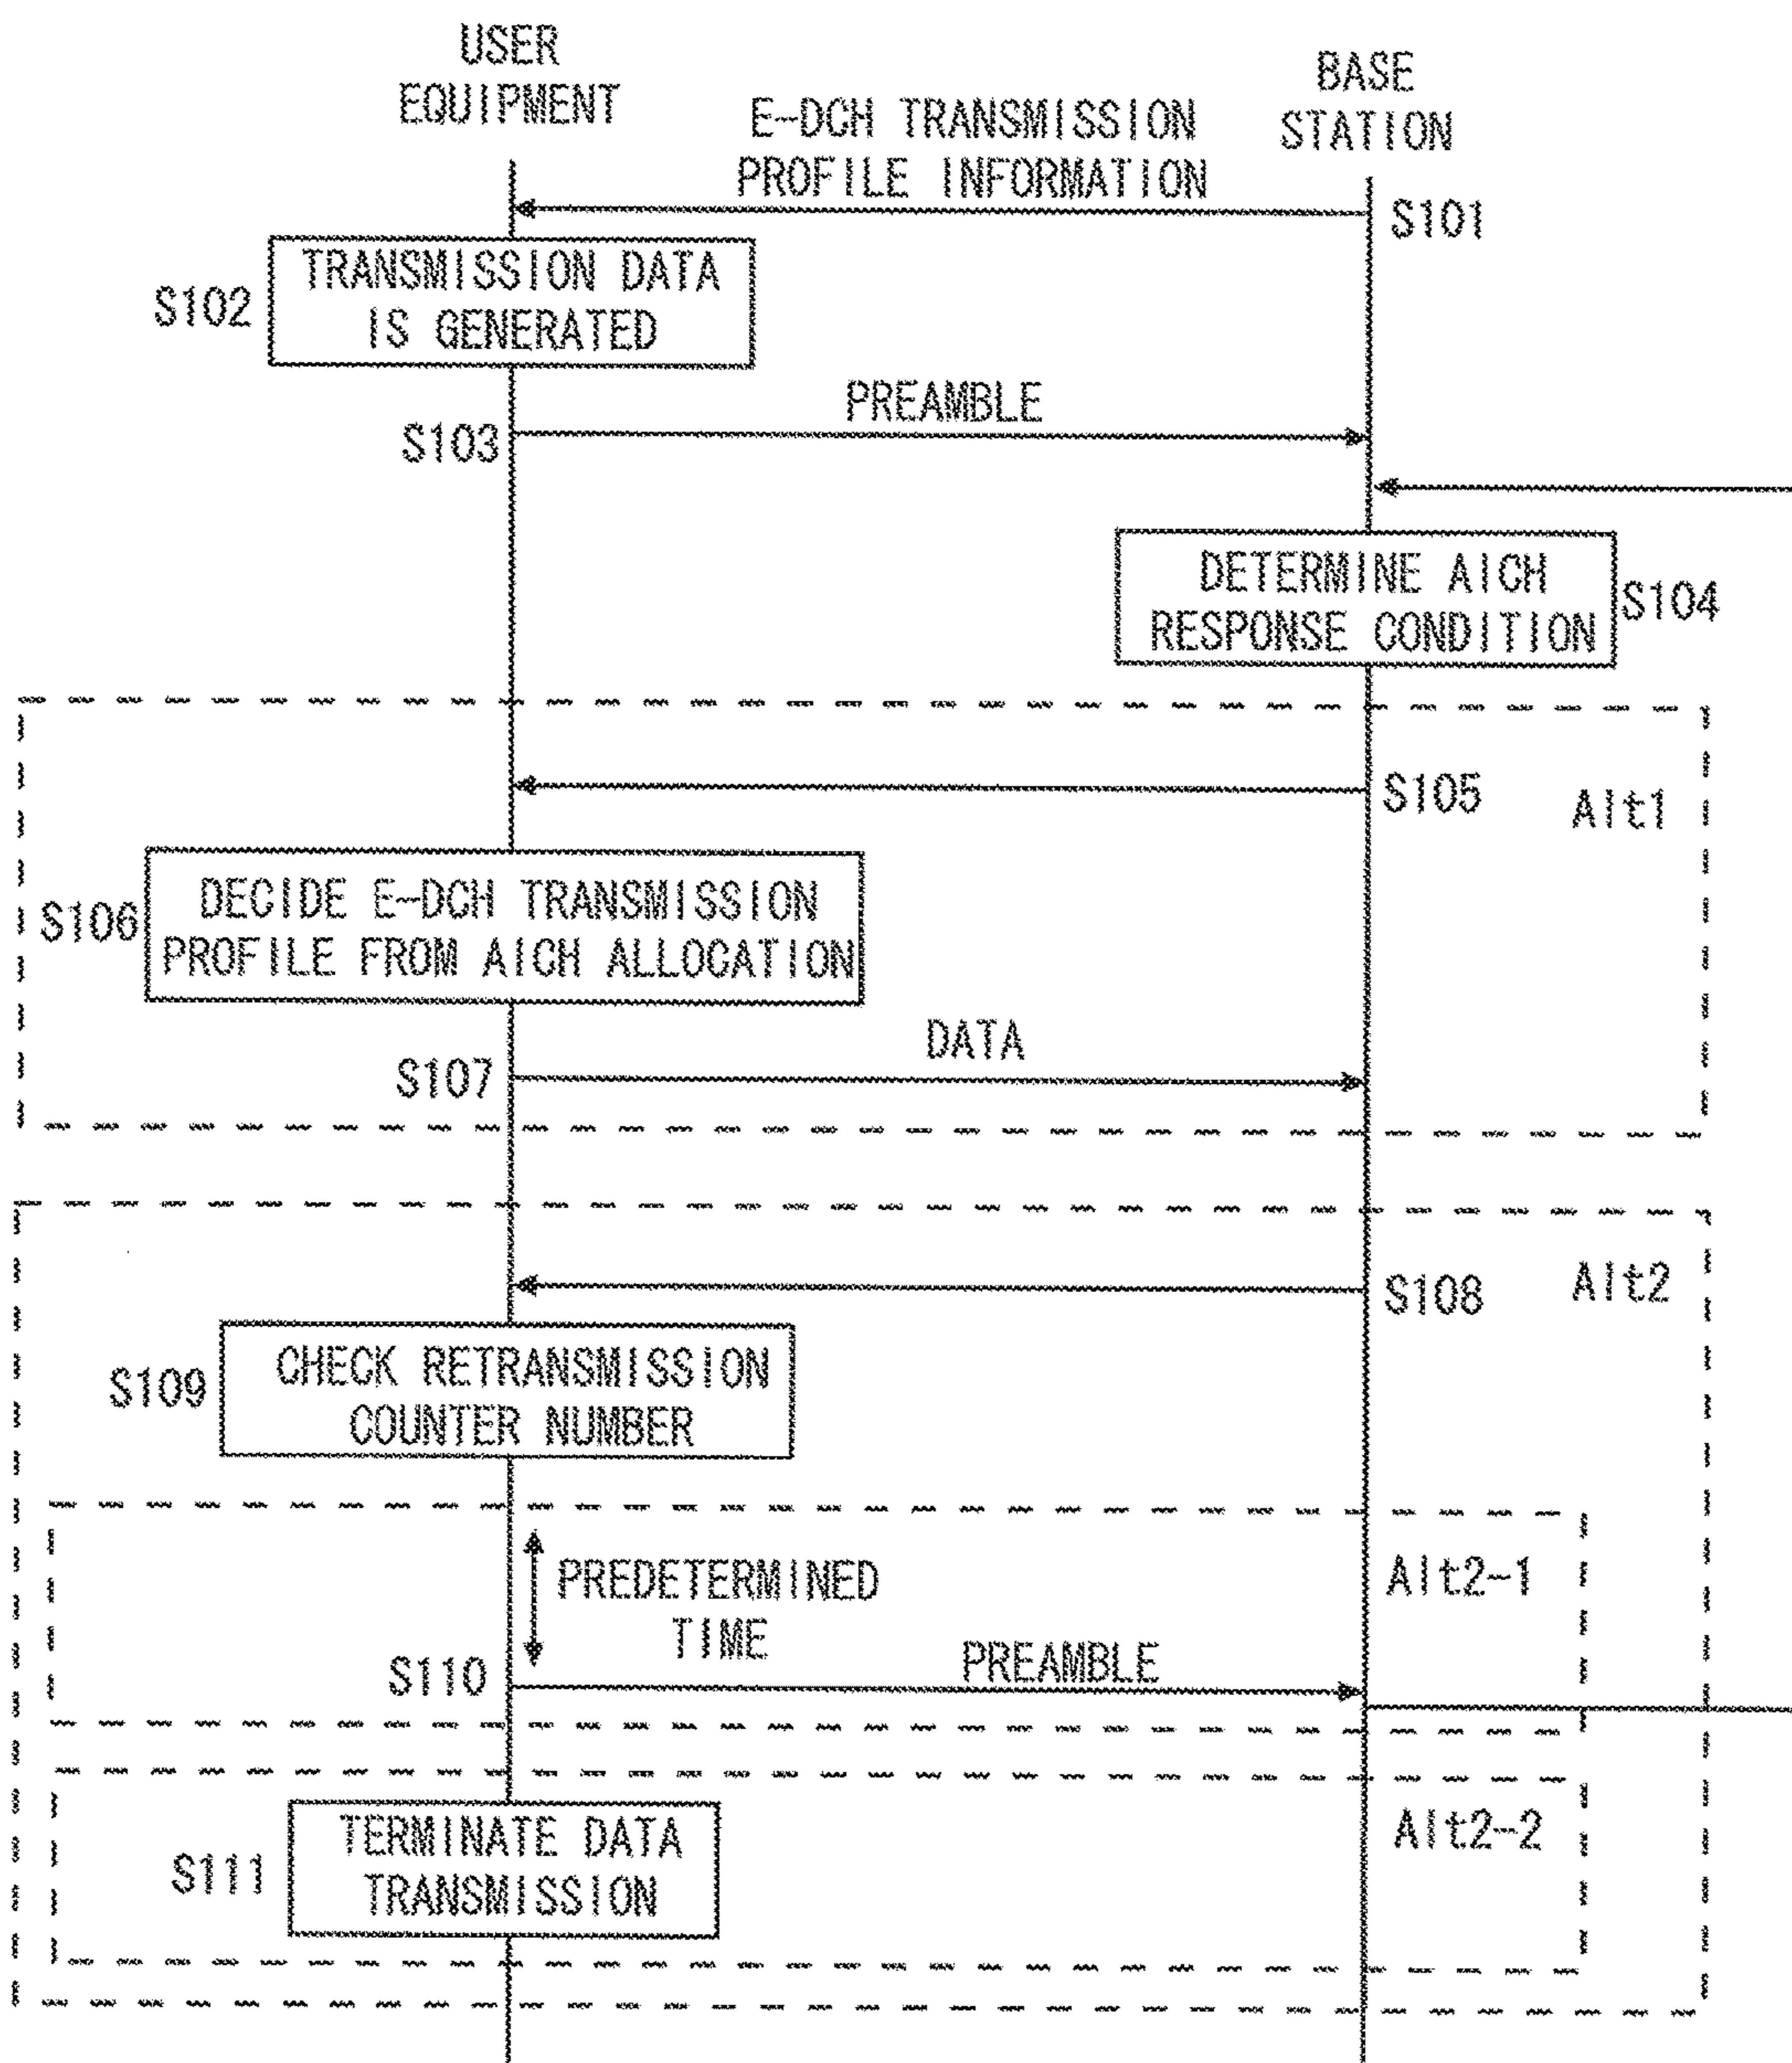 USER
EQUIPMENT
BASE
STATION
E-DCH TRANSMISSION
PROFILE INFORMATION
S101
TRANSMISSION DATA
IS GENERATED
S102
PREAMBLE
S103
DETERMINE AICH
RESPONSE CONDITION
S104
S105
Alt1
DECIDE E-DCH TRANSMISSION
PROFILE FROM AICH ALLOCATION
S106
DATA
S107
S108
Alt2
CHECK RETRANSMISSION
COUNTER NUMBER
S109
PREDETERMINED
TIME
Alt2-1
S110
PREAMBLE
TERMINATE DATA
TRANSMISSION
S111
Alt2-2